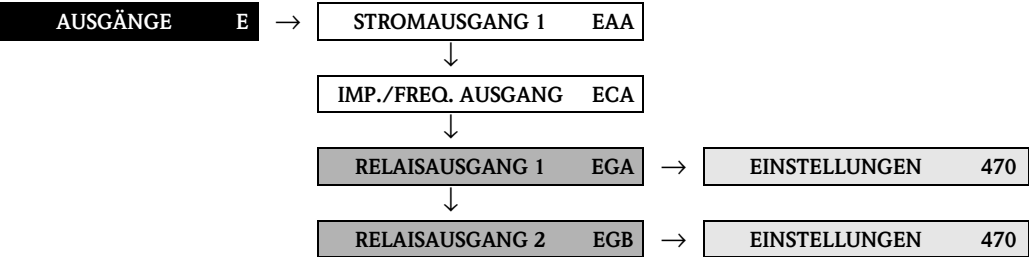 AUSGÄNGE E → STROMAUSGANG 1 EAA
↓
IMP./FREQ. AUSGANG ECA
↓
RELAISAUSGANG 1 EGA → EINSTELLUNGEN 470
↓
RELAISAUSGANG 2 EGB → EINSTELLUNGEN 470